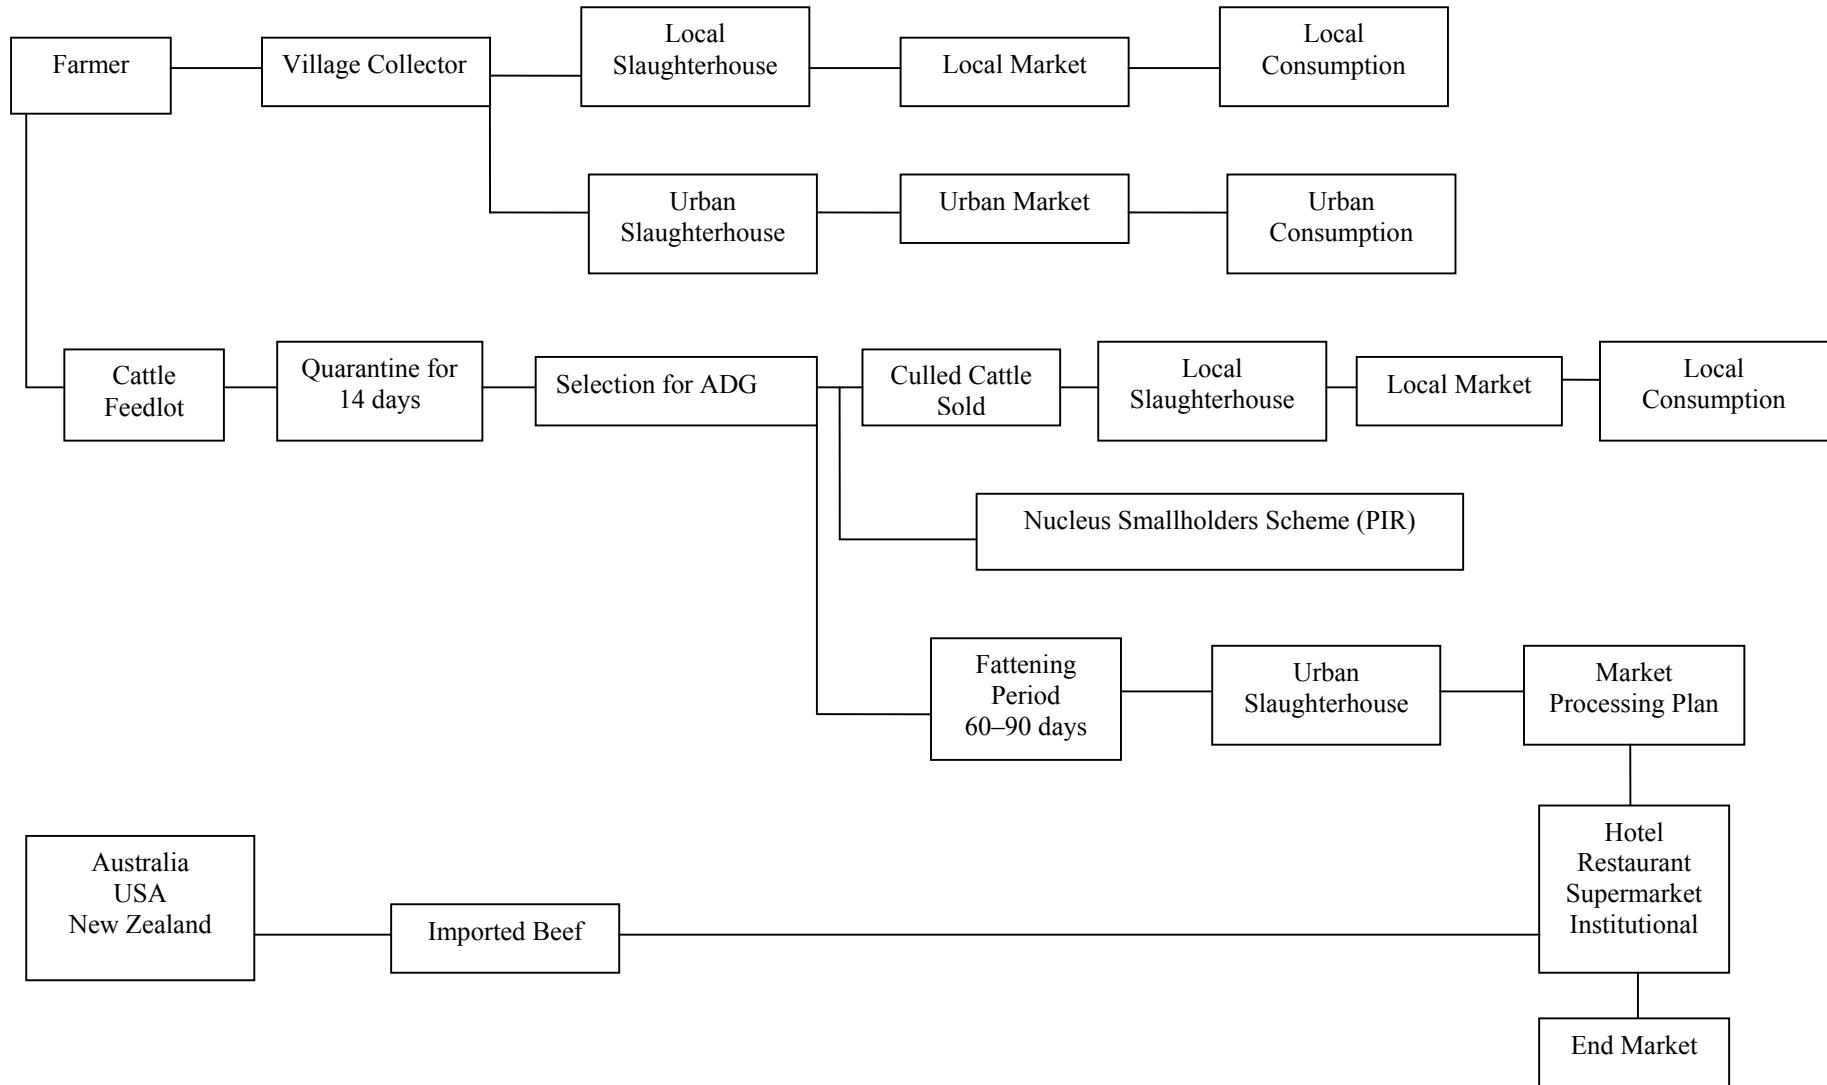 Farmer
Village Collector
Local
Slaughterhouse
Local Market
Local
Consumption
Urban
Slaughterhouse
Urban Market
Urban
Consumption
Cattle
Feedlot
Quarantine for
14 days
Selection for ADG
Culled Cattle
Sold
Local
Slaughterhouse
Local Market
Local
Consumption
Nucleus Smallholders Scheme (PIR)
Fattening
Period
60–90 days
Urban
Slaughterhouse
Market
Processing Plan
Hotel
Restaurant
Supermarket
Institutional
Australia
USA
New Zealand
Imported Beef
End Market